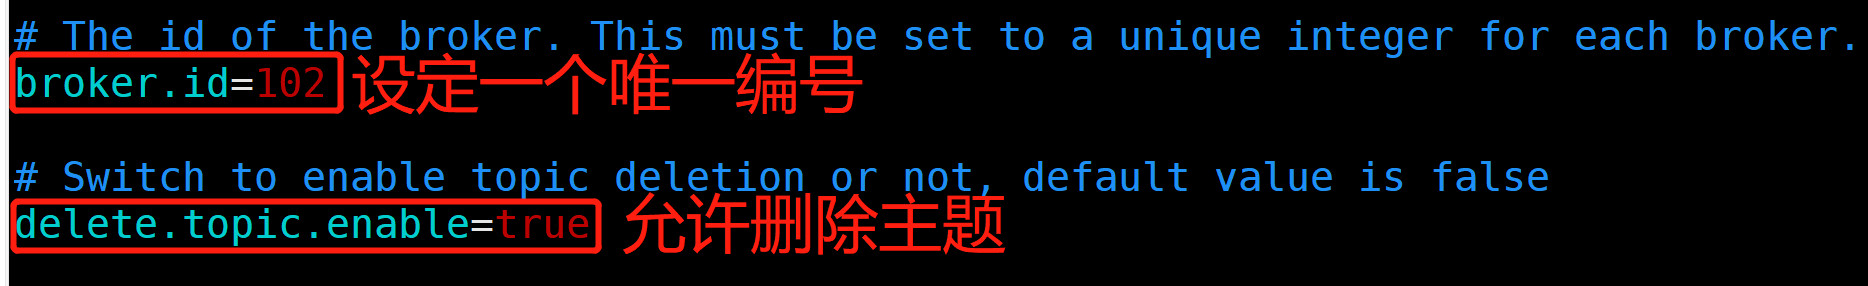 # The id of the broker. This must be set to a unique integer for each broker.
broker.id=102 设定一个唯一编号
# Switch to enable topic deletion or not, default value is false
delete.topic.enable=true 允许删除主题